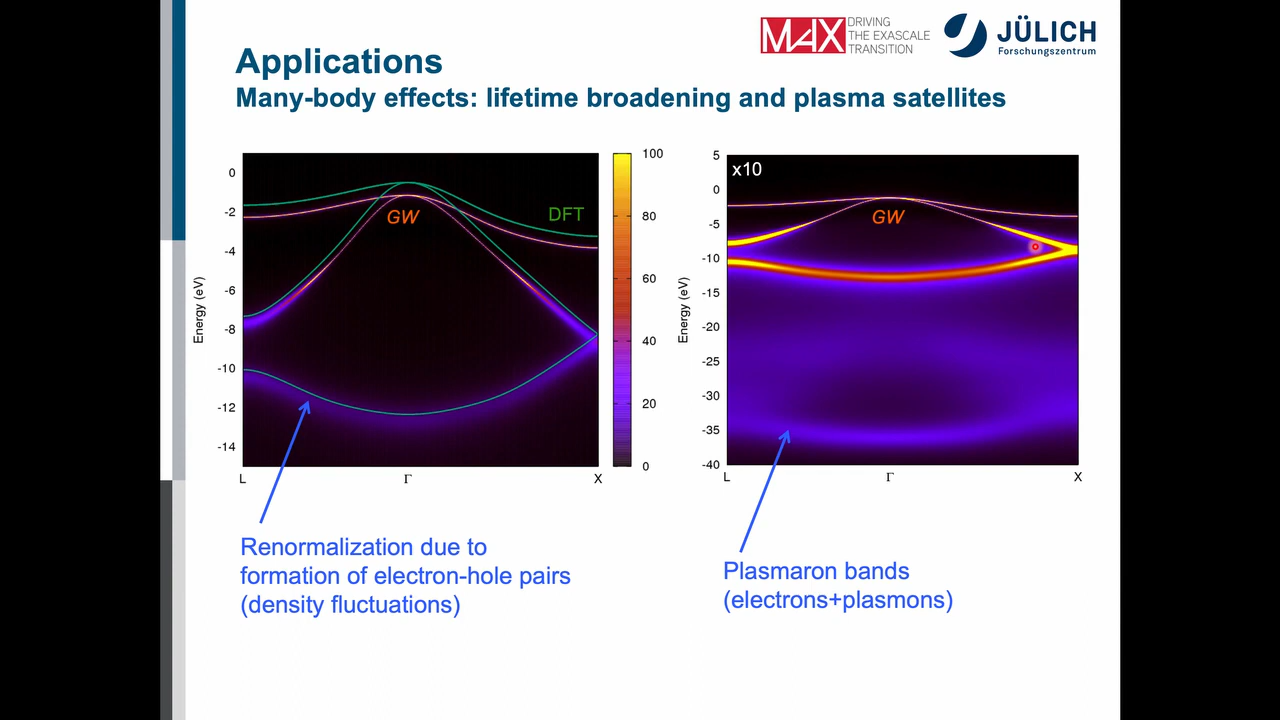 MAX
DRIVING
THE EXASCALE
TRANSITION
JÜLICH
Forschungszentrum
Applications
Many-body effects: lifetime broadening and plasma satellites
Energy (eV)
0
-2
-4
-6
-8
-10
-12
-14
GW
DFT
L
Γ
X
100
80
60
40
20
0
Energy (eV)
5
0
-5
-10
-15
-20
-25
-30
-35
-40
x10
GW
L
Γ
X
Renormalization due to
formation of electron-hole pairs
(density fluctuations)
Plasmaron bands
(electrons+plasmons)